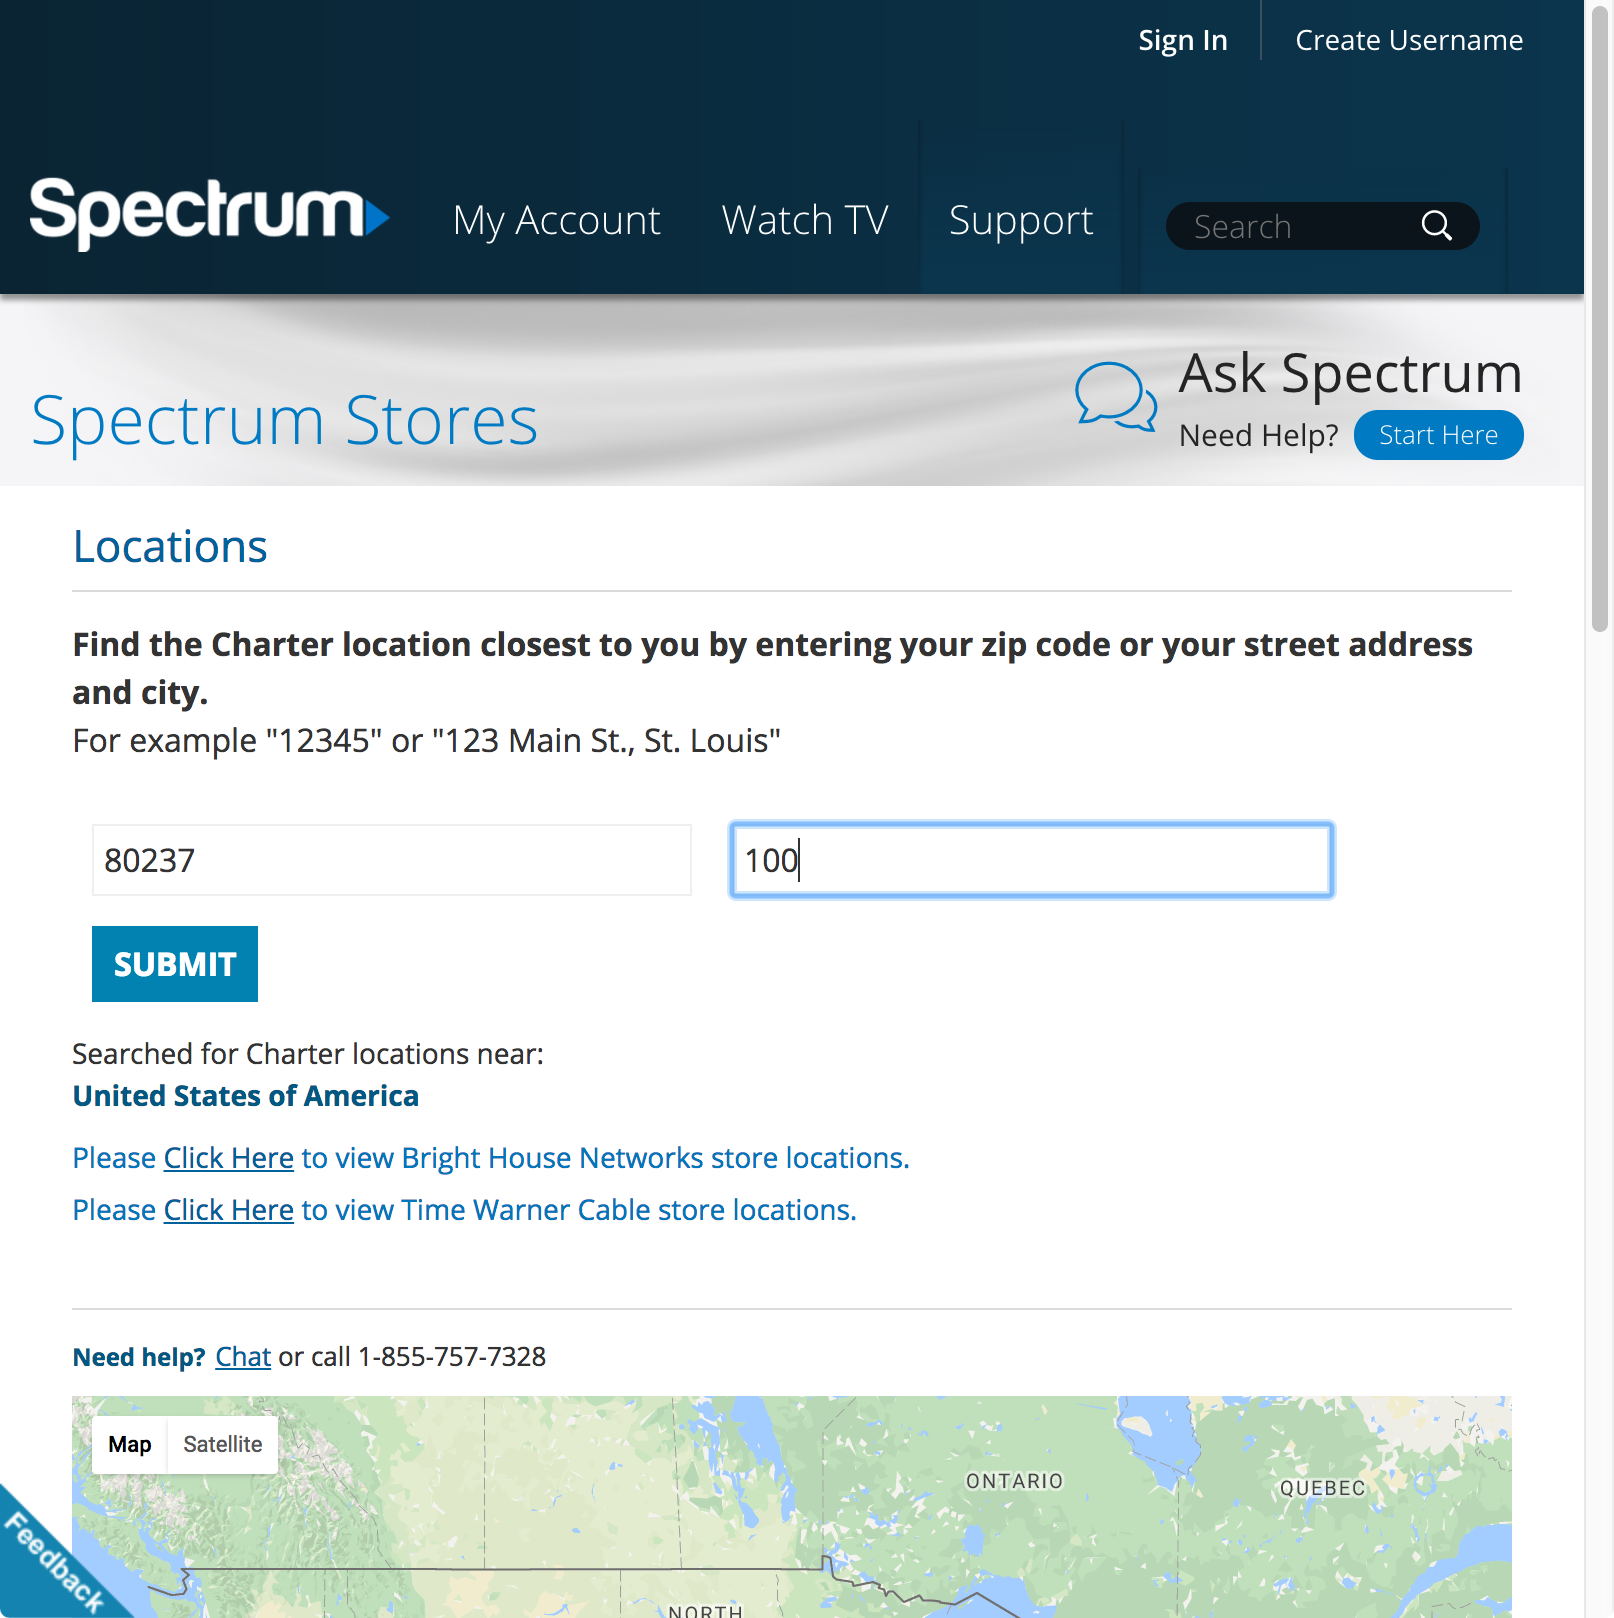 Sign In
Create Username
Spectrum
My Account
Watch TV
Support
Search
Spectrum Stores
Ask Spectrum
Need Help?
Start Here
Locations
Find the Charter location closest to you by entering your zip code or your street address
and city.
For example "12345" or "123 Main St., St. Louis"
80237
100
SUBMIT
Searched for Charter locations near:
United States of America
Please Click Here to view Bright House Networks store locations.
Please Click Here to view Time Warner Cable store locations.
Need help? Chat or call 1-855-757-7328
Map
Satellite
ONTARIO
QUEBEC
Feedback
NORTH